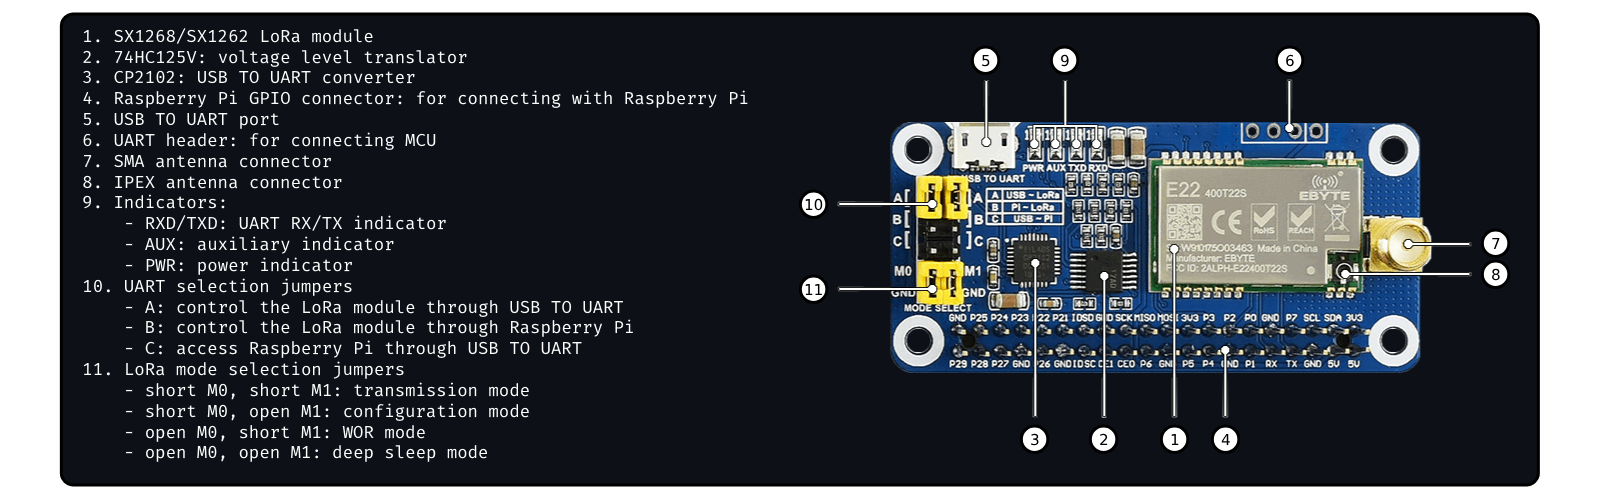 1. SX1268/SX1262 LoRa module
2. 74HC125V: voltage level translator
3. CP2102: USB TO UART converter
4. Raspberry Pi GPIO connector: for connecting with Raspberry Pi
5. USB TO UART port
6. UART header: for connecting MCU
7. SMA antenna connector
8. IPEX antenna connector
9. Indicators:
- RXD/TXD: UART RX/TX indicator
- AUX: auxiliary indicator
- PWR: power indicator
10. UART selection jumpers
- A: control the LoRa module through USB TO UART
- B: control the LoRa module through Raspberry Pi
- C: access Raspberry Pi through USB TO UART
11. LoRa mode selection jumpers
- short M0, short M1: transmission mode
- short M0, open M1: configuration mode
- open M0, short M1: WOR mode
- open M0, open M1: deep sleep mode
5 9 6
PWR AUX TXD RXD
USB TO UART
10
A A
B B
C C
A USB ~ LoRa
B Pi ~ LoRa
C USB ~ Pi
E22 400T22S
EBYTE
CE RoHS REACH
Made in China
Manufacturer: EBYTE
FCC ID: 2ALPH-E22400T22S
7
8
11
M0 M1
GND GND
MODE SELECT
GND P25 P24 P23 P22 P21 IDSD GND SCK MISO MOSI 3V3 P3 P2 P0 GND P7 SCL SDA 3V3
P29 P28 P27 GND P26 GND IDSC CE1 CE0 P6 GND P5 P4 GND P1 RX TX GND 5V 5V
3 2 1 4